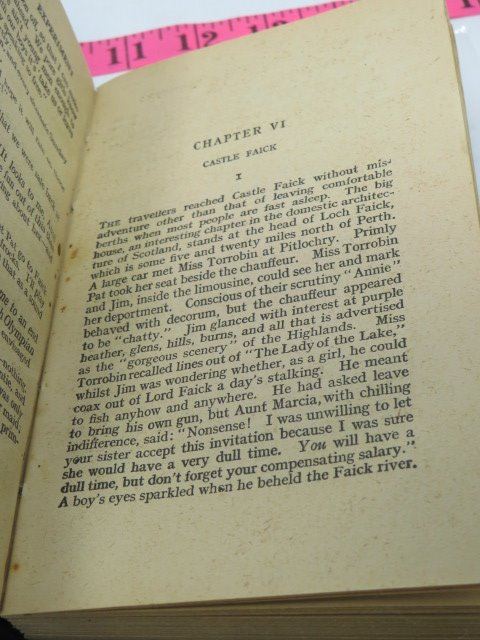 11 12 13
EXPERIMENT
CHAPTER VI
CASTLE FAICK
I
THE travellers reached Castle Faick without mis-
adventure other than that of leaving comfortable
berths when most people are fast asleep. The big
house, an interesting chapter in the domestic architec-
ture of Scotland, stands at the head of Loch Faick,
which is some five and twenty miles north of Perth.
A large car met Miss Torrobin at Pitlochry. Primly
Pat took her seat beside the chauffeur. Miss Torrobin
and Jim, inside the limousine, could see her and mark
her deportment. Conscious of their scrutiny "Annie"
behaved with decorum, but the chauffeur appeared
to be "chatty." Jim glanced with interest at purple
heather, glens, hills, burns, and all that is advertised
as the "gorgeous scenery" of the Highlands. Miss
Torrobin recalled lines out of "The Lady of the Lake,"
whilst Jim was wondering whether, as a girl, he could
coax out of Lord Faick a day's stalking. He meant
to fish anyhow and anywhere. He had asked leave
to bring his own gun, but Aunt Marcia, with chilling
indifference, said: "Nonsense! I was unwilling to let
your sister accept this invitation because I was sure
she would have a very dull time. You will have a
dull time, but don't forget your compensating salary."
A boy's eyes sparkled when he beheld the Faick river.